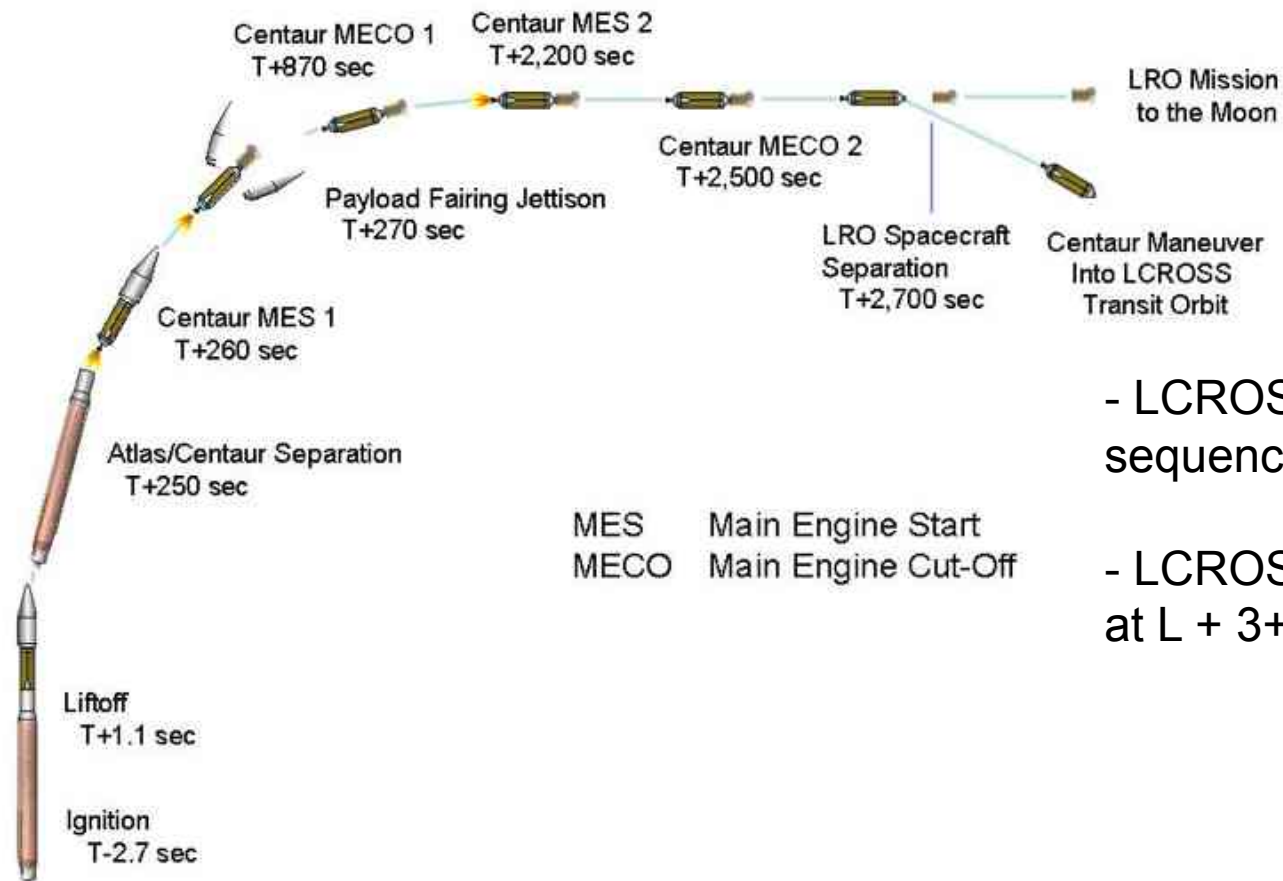 Centaur MECO 1
T+870 sec
Centaur MES 2
T+2,200 sec
LRO Mission
to the Moon
Centaur MECO 2
T+2,500 sec
Payload Fairing Jettison
T+270 sec
LRO Spacecraft
Separation
T+2,700 sec
Centaur Maneuver
Into LCROSS
Transit Orbit
Centaur MES 1
T+260 sec
Atlas/Centaur Separation
T+250 sec
MES Main Engine Start
MECO Main Engine Cut-Off
Liftoff
T+1.1 sec
Ignition
T-2.7 sec
- LCROS
sequenc
- LCROS
at L + 3+